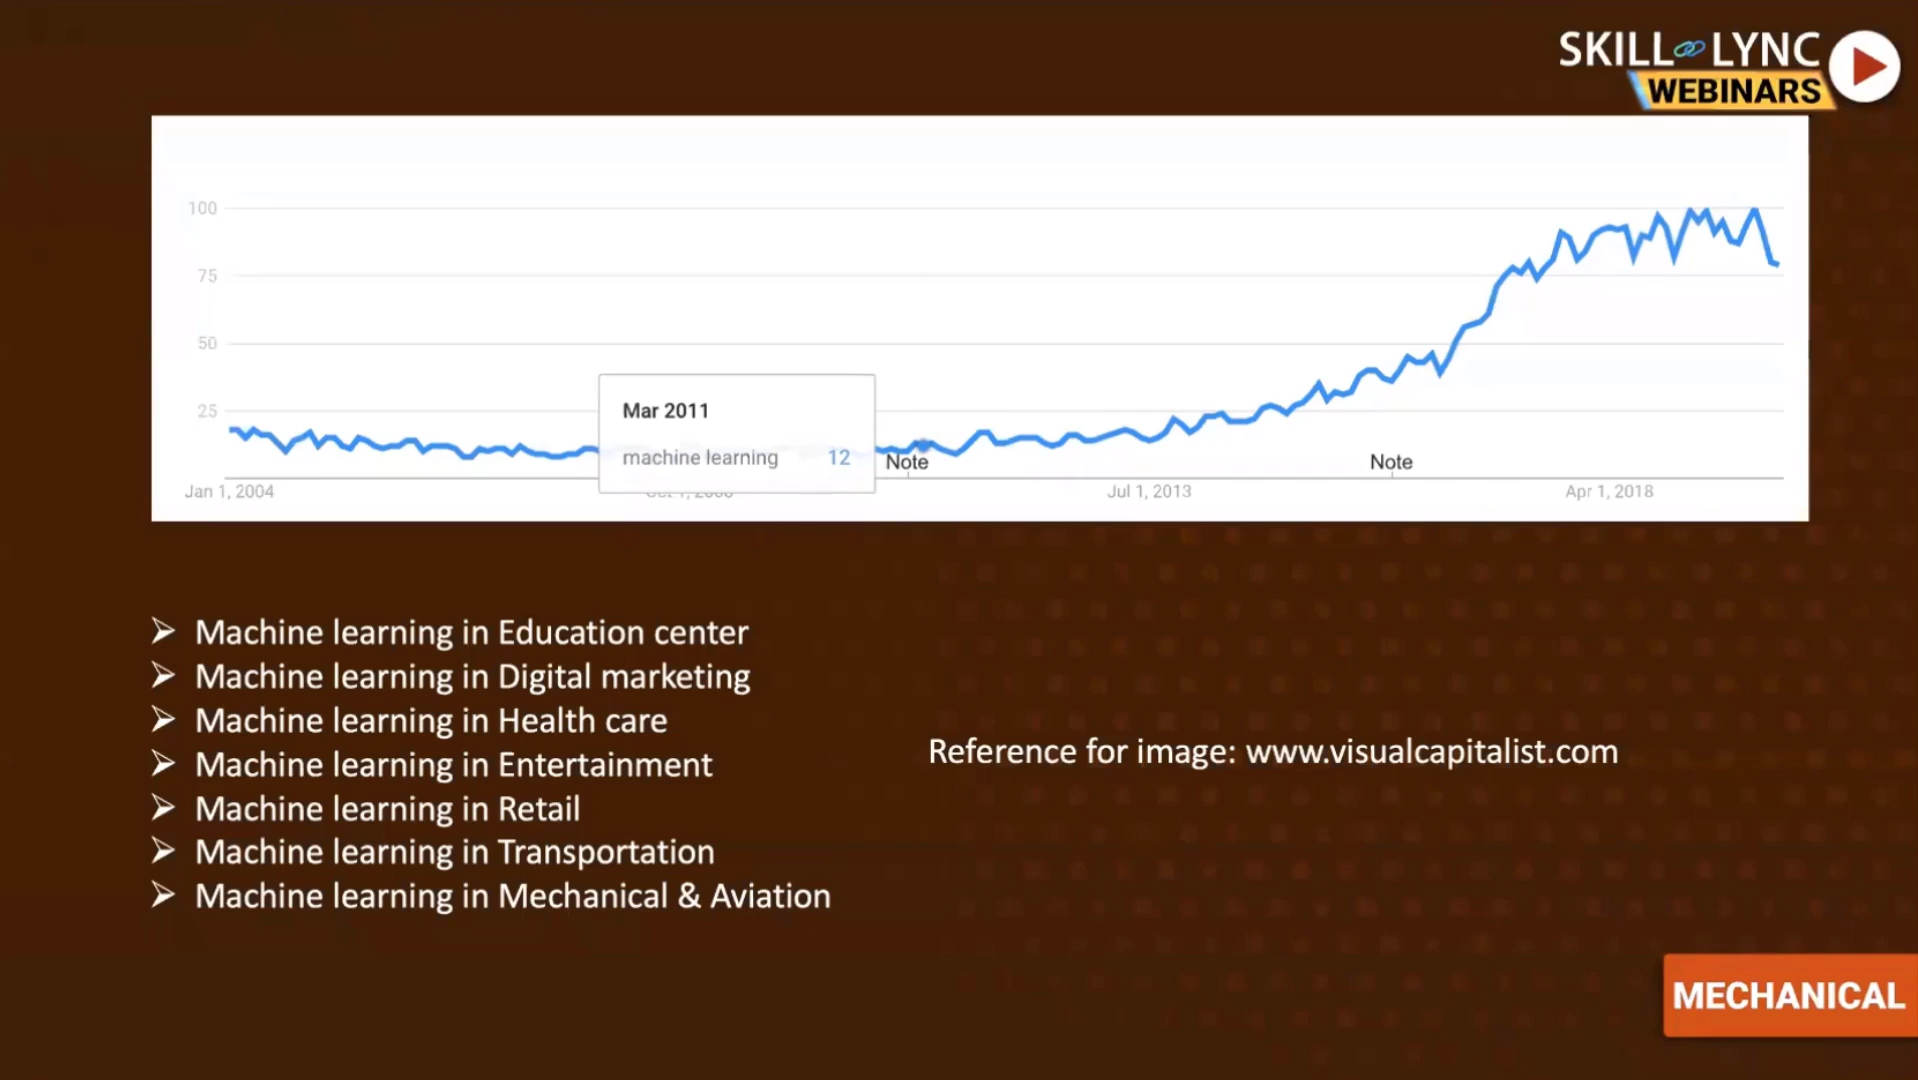 SKILL LYNC
WEBINARS
100
75
50
25
Mar 2011
machine learning 12
Note
Note
Jan 1, 2004
Jul 1, 2013
Apr 1, 2018
➢ Machine learning in Education center
➢ Machine learning in Digital marketing
➢ Machine learning in Health care
➢ Machine learning in Entertainment
➢ Machine learning in Retail
➢ Machine learning in Transportation
➢ Machine learning in Mechanical & Aviation
Reference for image: www.visualcapitalist.com
MECHANICAL